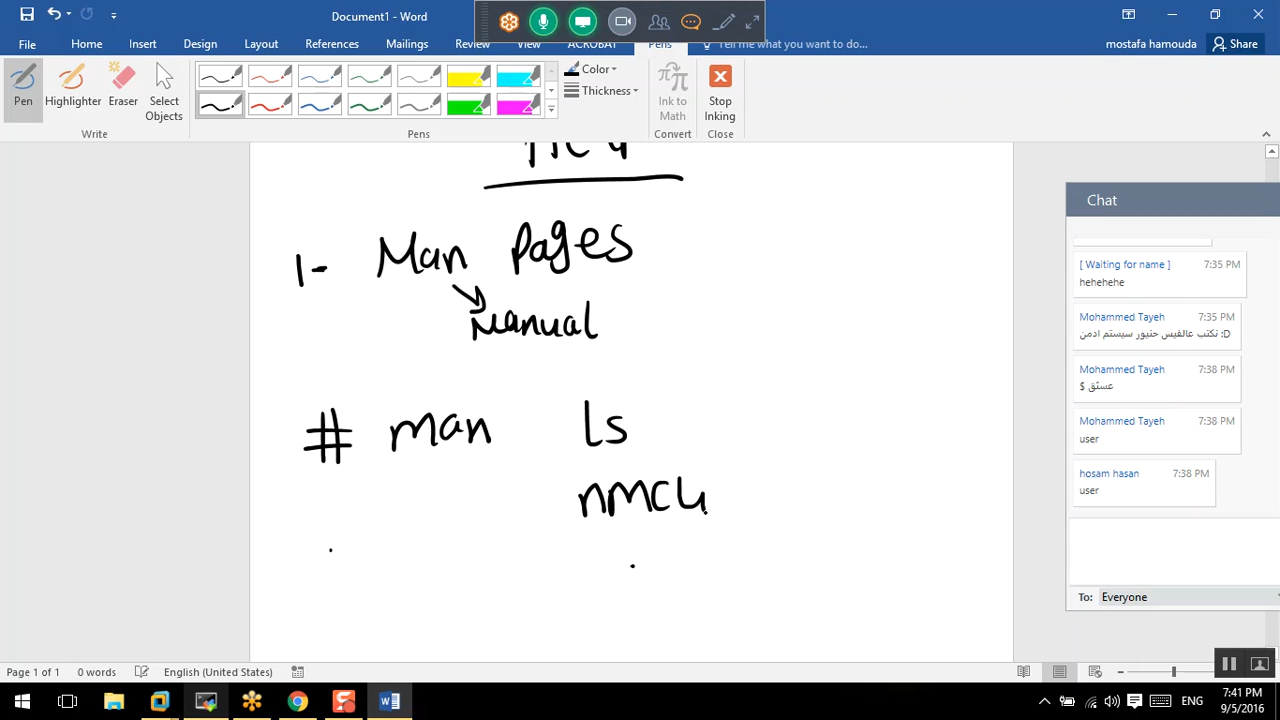 Document1 - Word
File Home Insert Design Layout References Mailings Review View ACROBAT Pens Tell me what you want to do... mostafa hamouda Share
Pen Highlighter Eraser Select Objects
Color
Thickness
Ink to Math
Stop Inking
Write Pens Convert Close
1- Man Pages
Manual
# man ls
nmcli
Chat
[ Waiting for name ] 7:35 PM
hehehehe
Mohammed Tayeh 7:35 PM
نكتب عالفيس جنيور سيستم ادمن :D
Mohammed Tayeh 7:38 PM
$ عسثق
Mohammed Tayeh 7:38 PM
user
hosam hasan 7:38 PM
user
To: Everyone
Page 1 of 1 0 words English (United States)
ENG 7:41 PM
9/5/2016